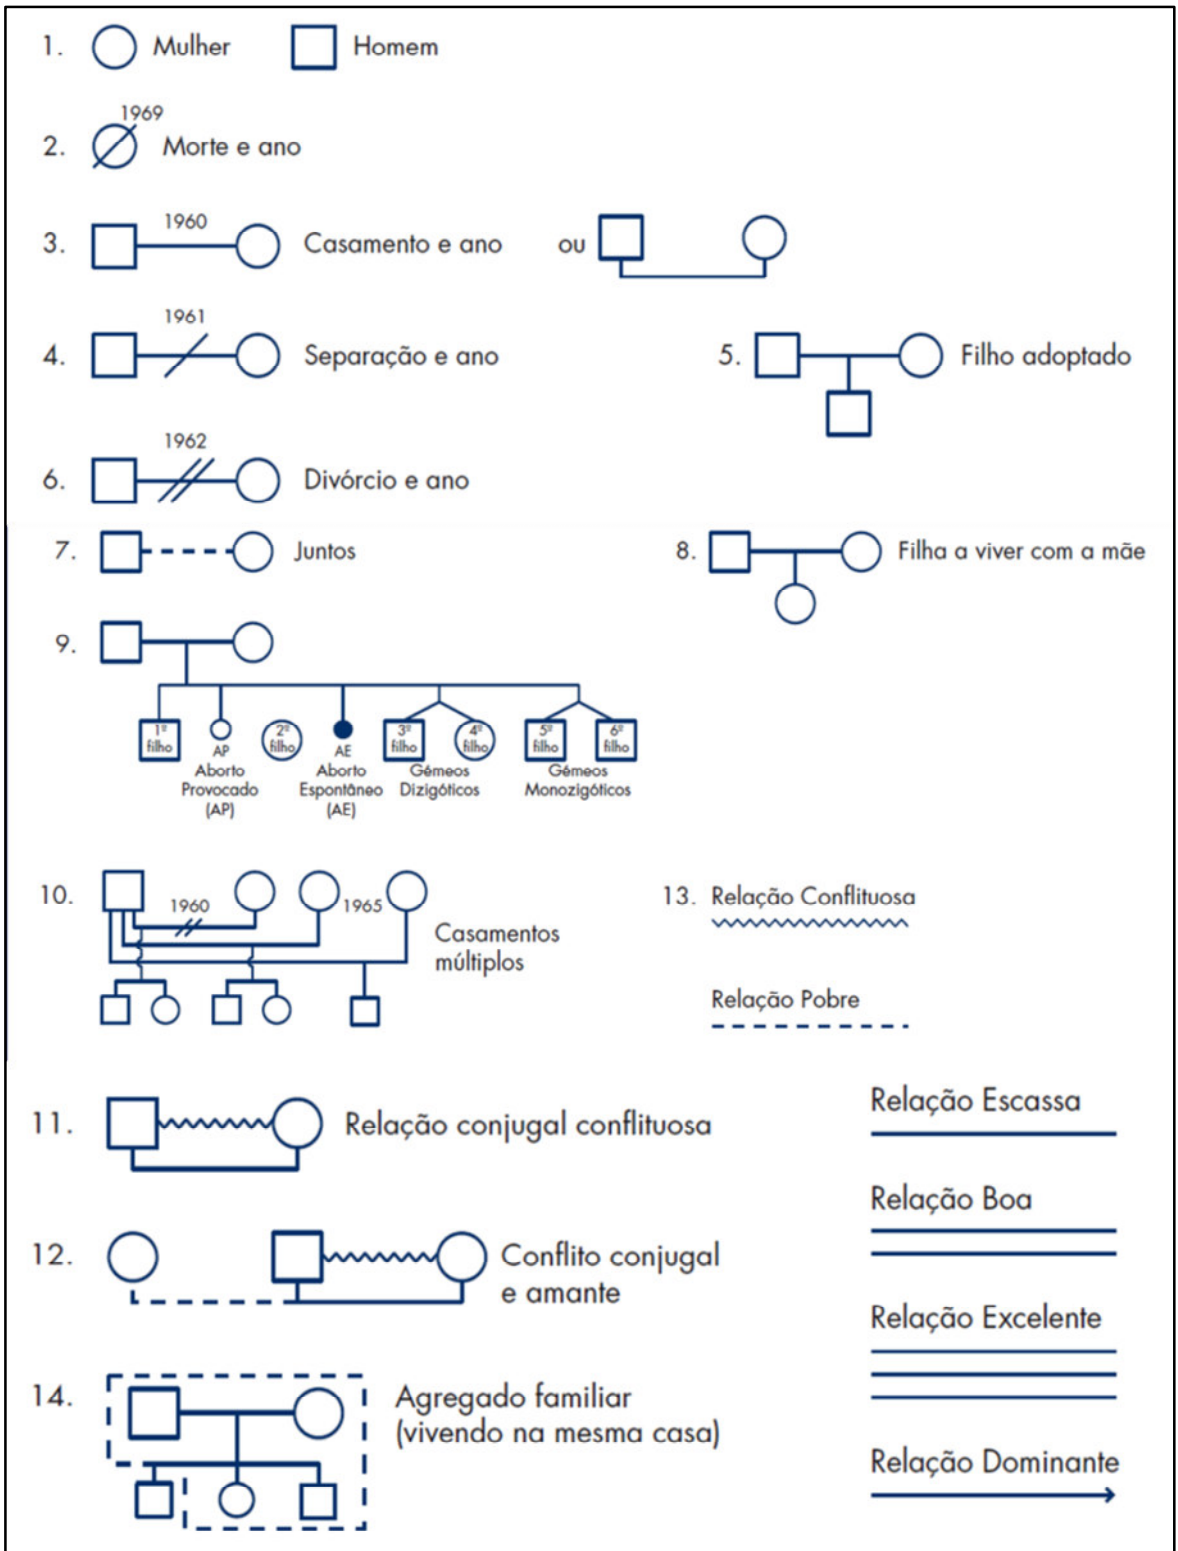 1. Mulher Homem
1969
2. Morte e ano
1960
3. Casamento e ano ou
1961
4. Separação e ano
5. Filho adoptado
1962
6. Divórcio e ano
7. Juntos
8. Filha a viver com a mãe
9.
1º
filho
AP
Aborto
Provocado
(AP)
2º
filho
AE
Aborto
Espontâneo
(AE)
3º
filho
4º
filho
Gémeos
Dizigóticos
5º
filho
6º
filho
Gémeos
Monozigóticos
10.
1960
1965
Casamentos
múltiplos
13. Relação Conflituosa
Relação Pobre
11. Relação conjugal conflituosa
12. Conflito conjugal
e amante
14. Agregado familiar
(vivendo na mesma casa)
Relação Escassa
Relação Boa
Relação Excelente
Relação Dominante